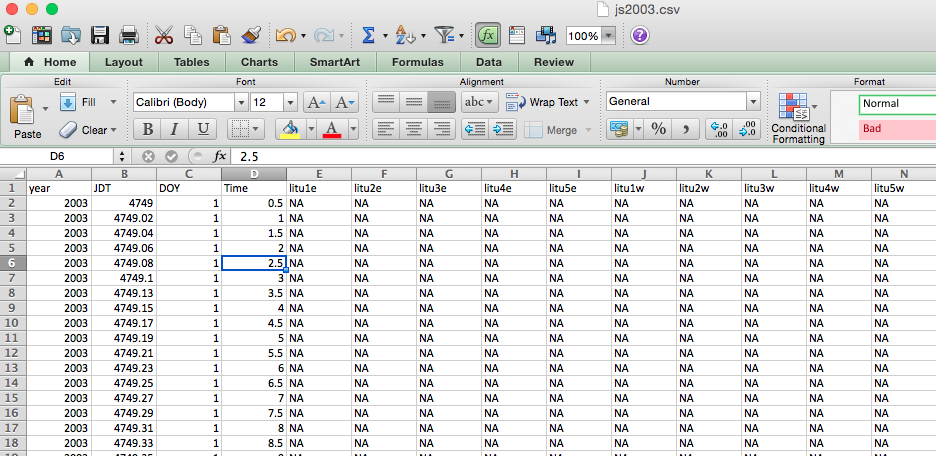 js2003.csv
100%
Home Layout Tables Charts SmartArt Formulas Data Review
Edit Font Alignment Number Format
Paste Fill Clear
Calibri (Body) 12 A A abc Wrap Text General Normal
B I U A Merge % , .0 .00 .00 .0 Conditional Formatting Bad
D6 fx 2.5
A B C D E F G H I J K L M N
1 year JDT DOY Time litu1e litu2e litu3e litu4e litu5e litu1w litu2w litu3w litu4w litu5w
2 2003 4749 1 0.5 NA NA NA NA NA NA NA NA NA NA
3 2003 4749.02 1 1 NA NA NA NA NA NA NA NA NA NA
4 2003 4749.04 1 1.5 NA NA NA NA NA NA NA NA NA NA
5 2003 4749.06 1 2 NA NA NA NA NA NA NA NA NA NA
6 2003 4749.08 1 2.5 NA NA NA NA NA NA NA NA NA NA
7 2003 4749.1 1 3 NA NA NA NA NA NA NA NA NA NA
8 2003 4749.13 1 3.5 NA NA NA NA NA NA NA NA NA NA
9 2003 4749.15 1 4 NA NA NA NA NA NA NA NA NA NA
10 2003 4749.17 1 4.5 NA NA NA NA NA NA NA NA NA NA
11 2003 4749.19 1 5 NA NA NA NA NA NA NA NA NA NA
12 2003 4749.21 1 5.5 NA NA NA NA NA NA NA NA NA NA
13 2003 4749.23 1 6 NA NA NA NA NA NA NA NA NA NA
14 2003 4749.25 1 6.5 NA NA NA NA NA NA NA NA NA NA
15 2003 4749.27 1 7 NA NA NA NA NA NA NA NA NA NA
16 2003 4749.29 1 7.5 NA NA NA NA NA NA NA NA NA NA
17 2003 4749.31 1 8 NA NA NA NA NA NA NA NA NA NA
18 2003 4749.33 1 8.5 NA NA NA NA NA NA NA NA NA NA